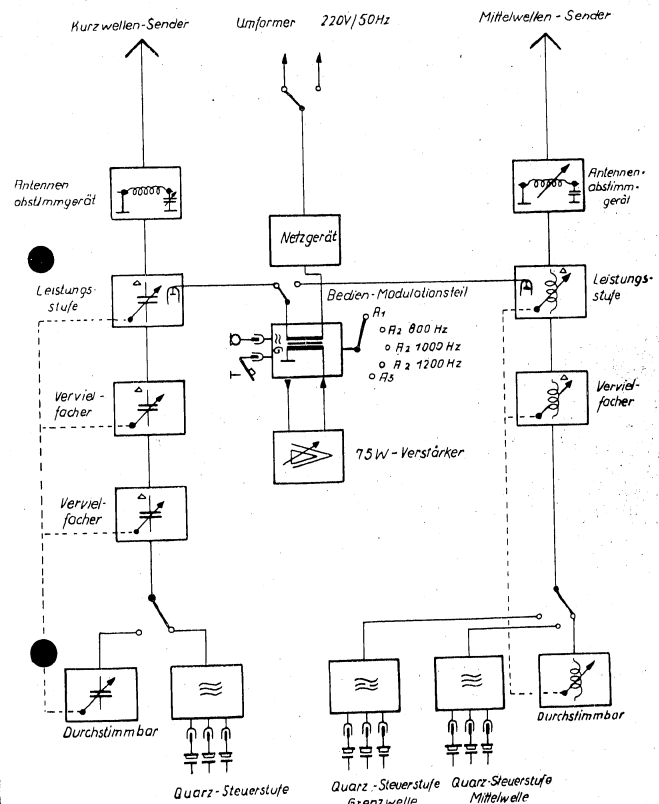 Kurzwellen-Sender
Umformer 220V/50Hz
Mittelwellen-Sender
Antennen
abstimmgerät
Antennen-
abstimm-
gerät
Netzgerät
Leistungs-
stufe
Bedien-Modulationsteil
Leistungs-
stufe
A1
A2 800 Hz
A2 1000 Hz
A2 1200 Hz
A3
T
Verviel-
facher
Verviel-
facher
75W-Verstärker
Verviel-
facher
Durchstimmbar
Durchstimmbar
Quarz-Steuerstufe
Quarz-Steuerstufe
Grenzwelle
Quarz-Steuerstufe
Mittelwelle